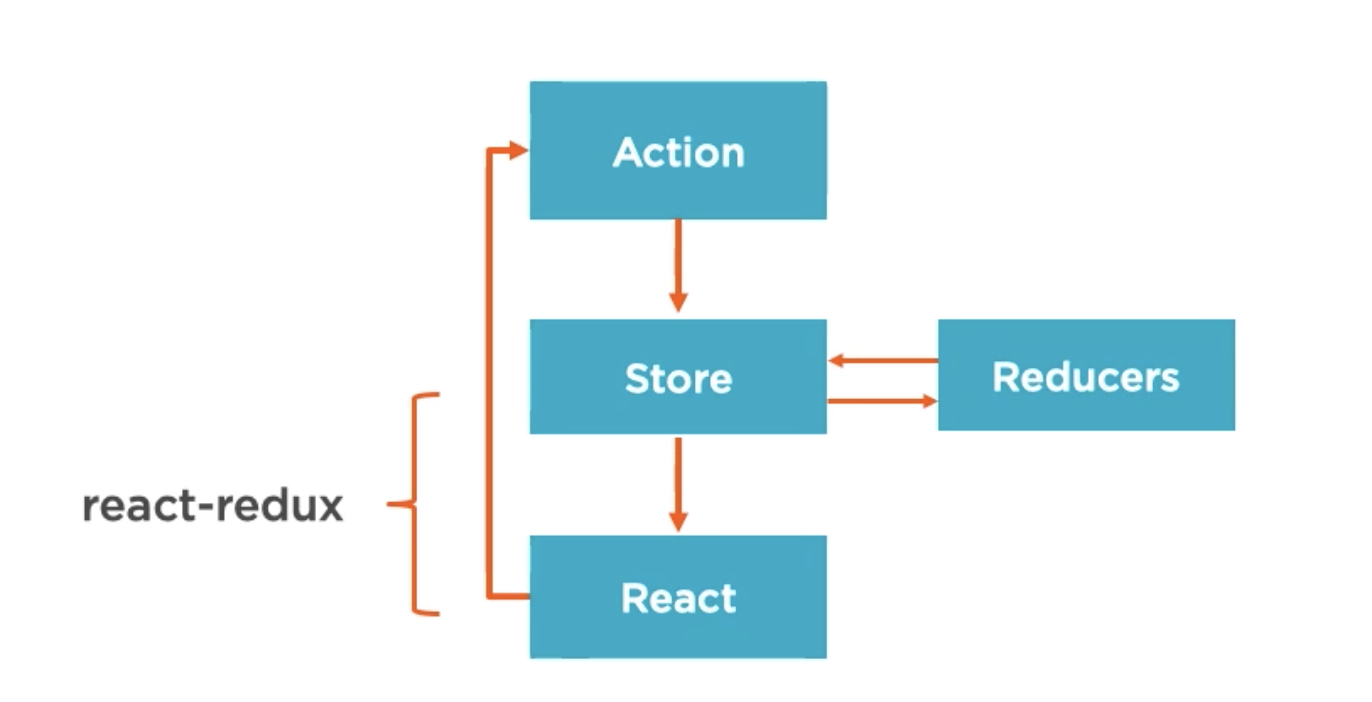 Action
Store
Reducers
react-redux
React